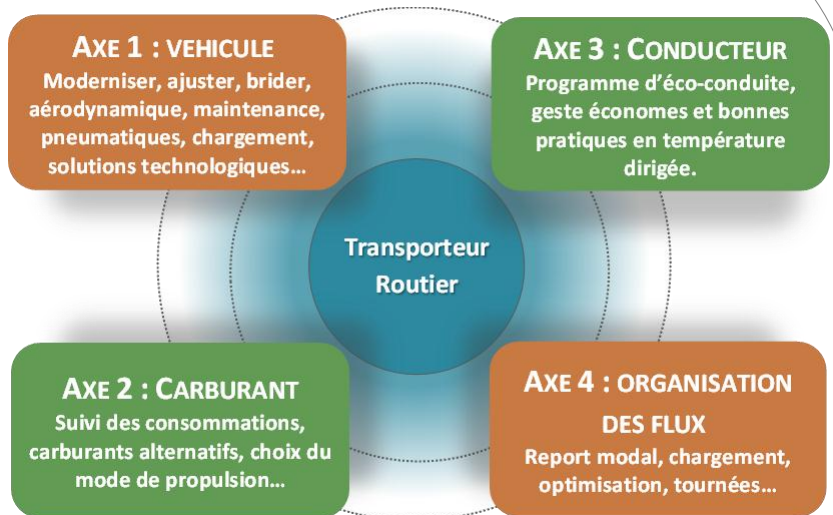 AXE 1 : VEHICULE
Moderniser, ajuster, brider,
aérodynamique, maintenance,
pneumatiques, chargement,
solutions technologiques…
AXE 3 : CONDUCTEUR
Programme d’éco-conduite,
geste économes et bonnes
pratiques en température
dirigée.
Transporteur
Routier
AXE 2 : CARBURANT
Suivi des consommations,
carburants alternatifs, choix du
mode de propulsion…
AXE 4 : ORGANISATION
DES FLUX
Report modal, chargement,
optimisation, tournées…